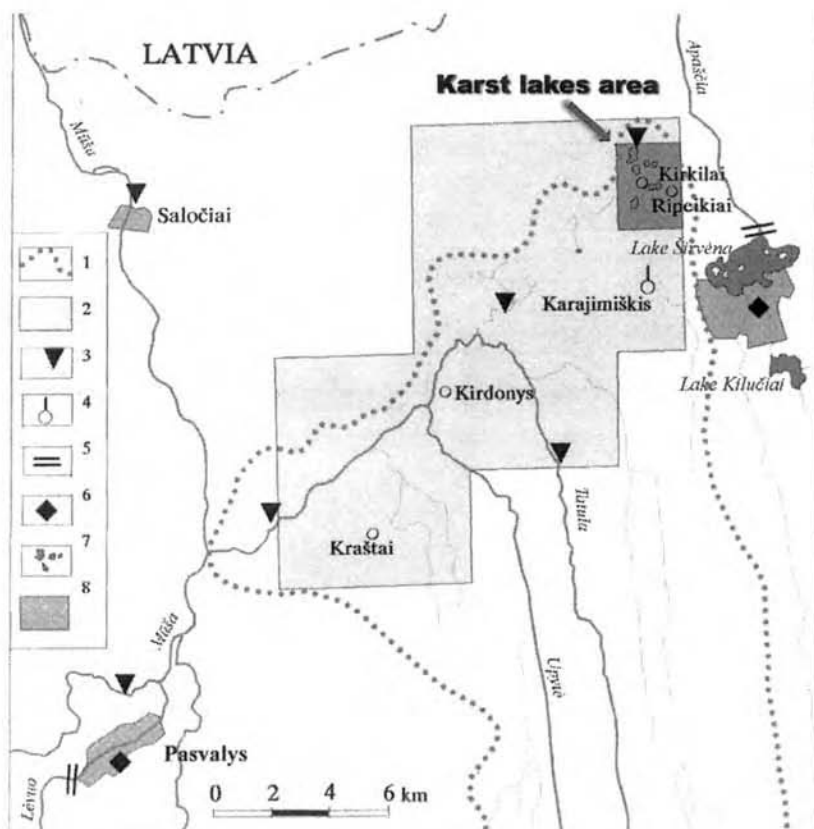 LATVIA
Apaščia
Karst lakes area
Mūša
Kirkilai
Ripeikiai
Saločiai
Lake Širvėna
1
2
Karajimiškis
3
Lake Kilučiai
Kirdonys
4
5
Tatula
6
Kraštai
7
8
Mūša
Upytė
Pasvalys
Lėvuo
0 2 4 6 km